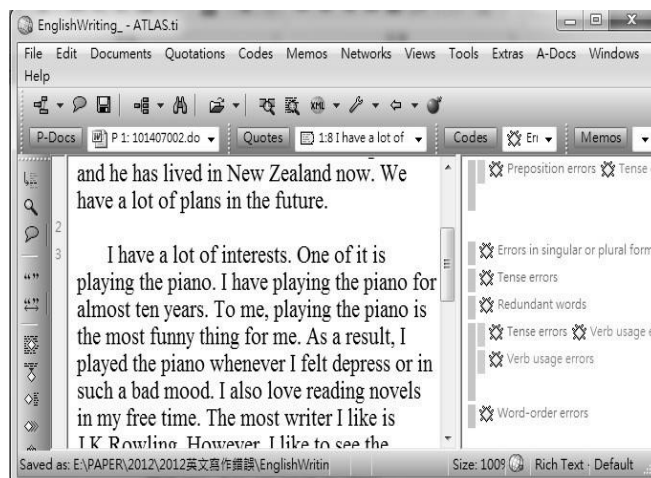 EnglishWriting_ - ATLAS.ti
File Edit Documents Quotations Codes Memos Networks Views Tools Extras A-Docs Windows
Help
P-Docs P 1: 101407002.do Quotes 1:8 I have a lot of Codes Memos
and he has lived in New Zealand now. We
have a lot of plans in the future.
2
3
I have a lot of interests. One of it is
playing the piano. I have playing the piano for
almost ten years. To me, playing the piano is
the most funny thing for me. As a result, I
played the piano whenever I felt depress or in
such a bad mood. I also love reading novels
in my free time. The most writer I like is
J.K Rowling. However, I like to see the
Preposition errors Tense
Errors in singular or plural form
Tense errors
Redundant words
Tense errors Verb usage e
Verb usage errors
Word-order errors
Saved as: E:\PAPER\2012\2012英文寫作錯誤\EnglishWritin Size: 1009 Rich Text - Default